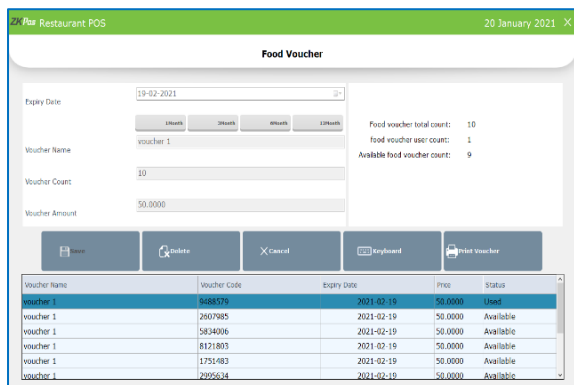 ZKPos Restaurant POS 20 January 2021 X
Food Voucher
Expiry Date 19-02-2021
1Month 3Month 6Month 12Month
Voucher Name voucher 1
Voucher Count 10
Voucher Amount 50.0000
Food voucher total count: 10
food voucher user count: 1
Available food voucher count: 9
Save Delete Cancel Keyboard Print Voucher
Voucher Name Voucher Code Expiry Date Price Status
voucher 1 9488579 2021-02-19 50.0000 Used
voucher 1 2607985 2021-02-19 50.0000 Available
voucher 1 5834006 2021-02-19 50.0000 Available
voucher 1 8121803 2021-02-19 50.0000 Available
voucher 1 1751483 2021-02-19 50.0000 Available
voucher 1 2995634 2021-02-19 50.0000 Available